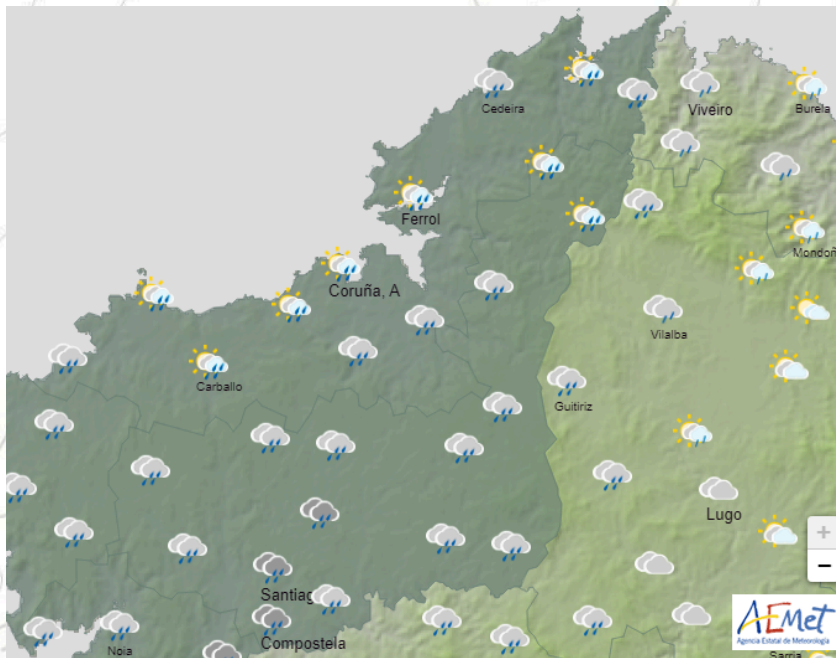 Cedeira
Viveiro
Burela
Ferrol
Mondoñ
Coruña, A
Vilalba
Carballo
Guitiriz
Lugo
+
−
Santiag
Compostela
Noia
AEMet
Agencia Estatal de Meteorología
Sarria